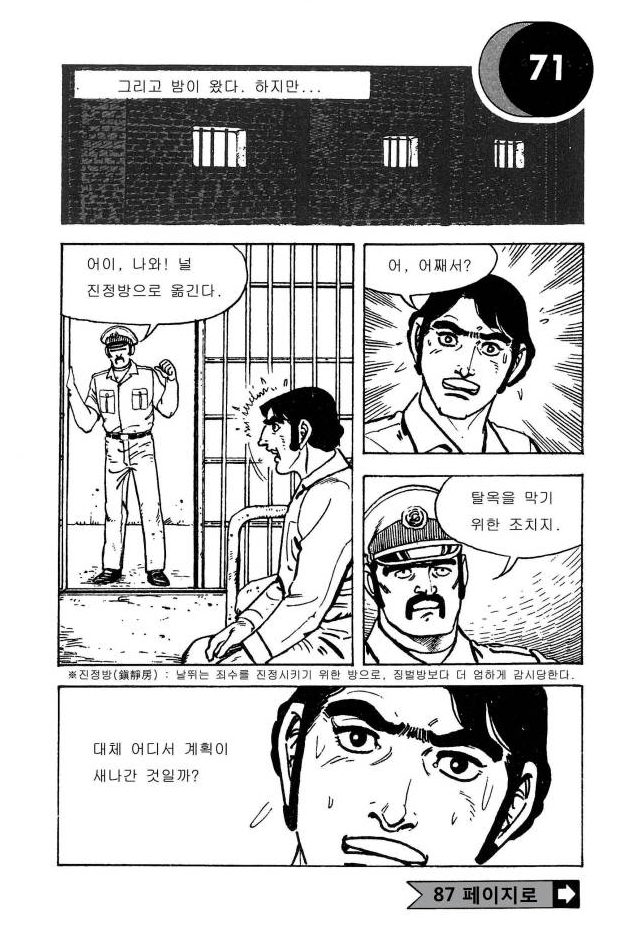 71
그리고 밤이 왔다. 하지만...
어이, 나와! 널
진정방으로 옮긴다.
어, 어째서?
탈옥을 막기
위한 조치지.
※진정방(鎭靜房) : 날뛰는 죄수를 진정시키기 위한 방으로, 징벌방보다 더 엄하게 감시당한다.
대체 어디서 계획이
새나간 것일까?
87 페이지로